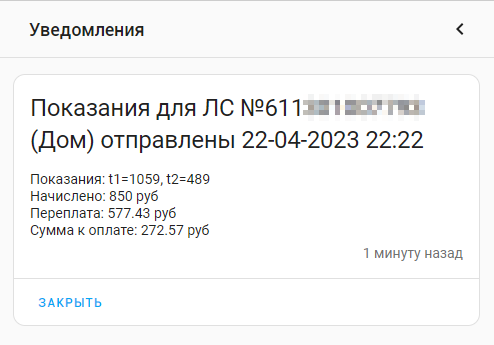 Уведомления
Показания для ЛС №611
(Дом) отправлены 22-04-2023 22:22
Показания: t1=1059, t2=489
Начислено: 850 руб
Переплата: 577.43 руб
Сумма к оплате: 272.57 руб
1 минуту назад
ЗАКРЫТЬ